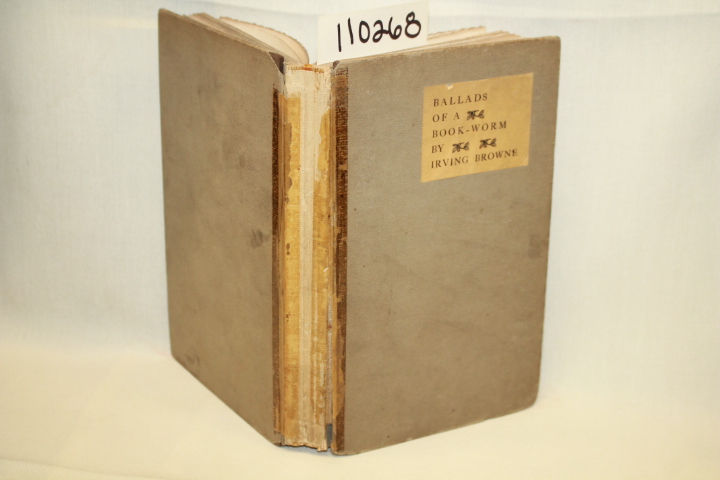 110268
BALLADS
OF A
BOOK-WORM
BY
IRVING BROWNE